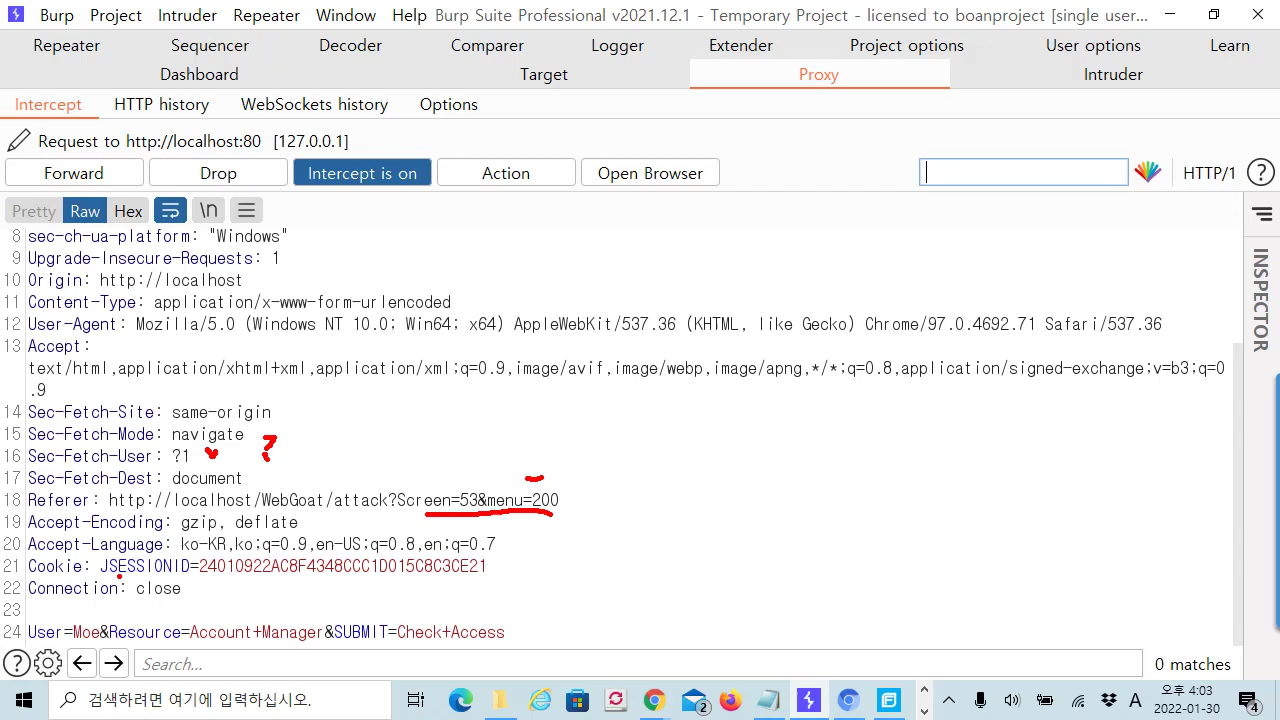 Burp Project Intruder Repeater Window Help Burp Suite Professional v2021.12.1 - Temporary Project - licensed to boanproject [single user...
Repeater Sequencer Decoder Comparer Logger Extender Project options User options Learn
Dashboard Target Proxy Intruder
Intercept HTTP history WebSockets history Options
Request to http://localhost:80 [127.0.0.1]
Forward Drop Intercept is on Action Open Browser HTTP/1 ?
Pretty Raw Hex \n
INSPECTOR
8 sec-ch-ua-platform: "Windows"
9 Upgrade-Insecure-Requests: 1
10 Origin: http://localhost
11 Content-Type: application/x-www-form-urlencoded
12 User-Agent: Mozilla/5.0 (Windows NT 10.0; Win64; x64) AppleWebKit/537.36 (KHTML, like Gecko) Chrome/97.0.4692.71 Safari/537.36
13 Accept:
text/html,application/xhtml+xml,application/xml;q=0.9,image/avif,image/webp,image/apng,*/*;q=0.8,application/signed-exchange;v=b3;q=0
.9
14 Sec-Fetch-Site: same-origin
15 Sec-Fetch-Mode: navigate
?
16 Sec-Fetch-User: ?1
17 Sec-Fetch-Dest: document
18 Referer: http://localhost/WebGoat/attack?Screen=53&menu=200
19 Accept-Encoding: gzip, deflate
20 Accept-Language: ko-KR,ko;q=0.9,en-US;q=0.8,en;q=0.7
21 Cookie: JSESSIONID=24010922AC8F4348CCC1D015C8C3CE21
22 Connection: close
23
24 User=Moe&Resource=Account+Manager&SUBMIT=Check+Access
? Search... 0 matches
검색하려면 여기에 입력하십시오. 2 A 오후 4:03 4
2022-01-30